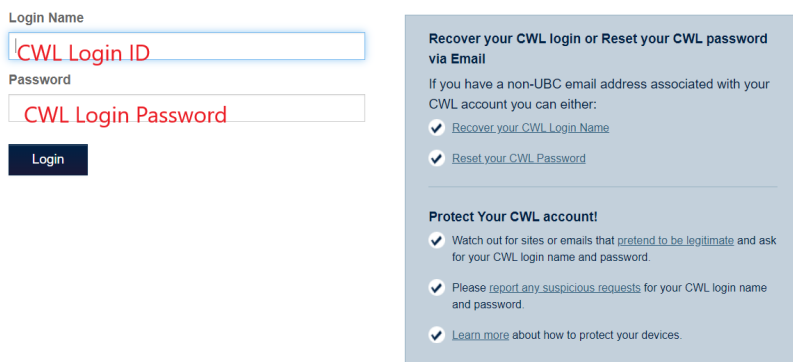 Login Name
CWL Login ID
Password
CWL Login Password
Login
Recover your CWL login or Reset your CWL password
via Email
If you have a non-UBC email address associated with your
CWL account you can either:
Recover your CWL Login Name
Reset your CWL Password
Protect Your CWL account!
Watch out for sites or emails that pretend to be legitimate and ask
for your CWL login name and password.
Please report any suspicious requests for your CWL login name
and password.
Learn more about how to protect your devices.